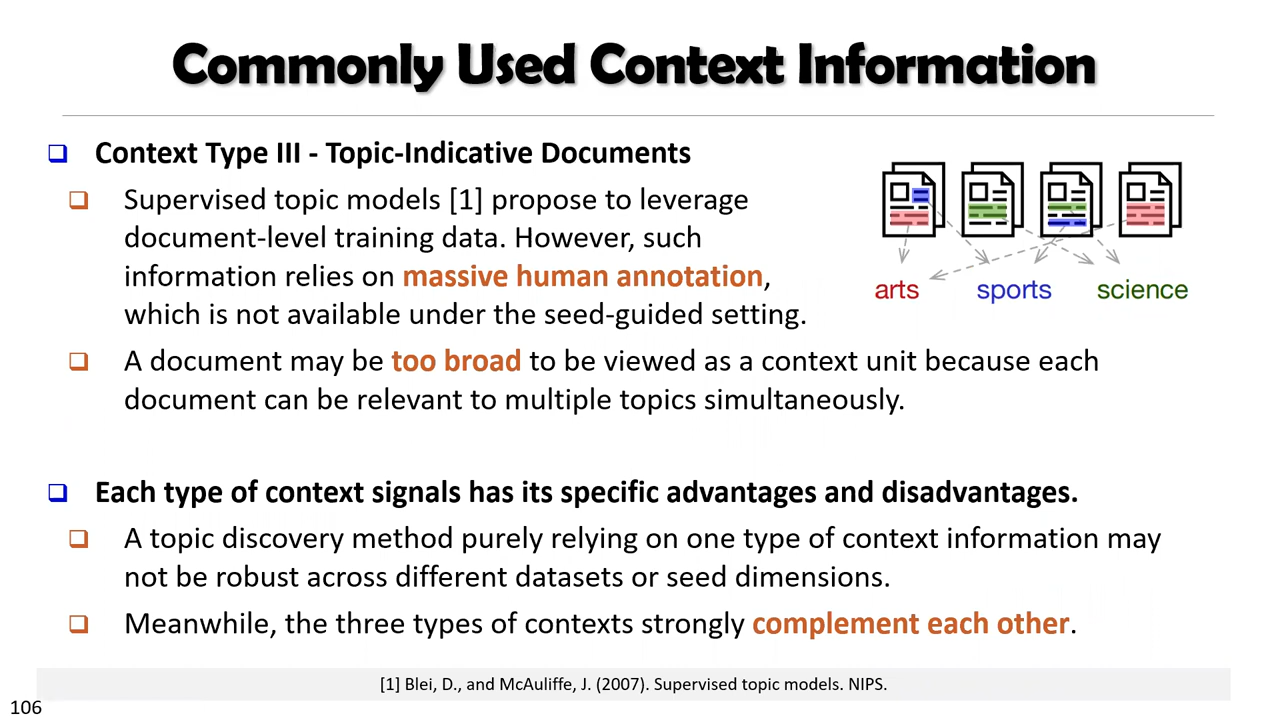 Commonly Used Context Information
Context Type III - Topic-Indicative Documents
Supervised topic models [1] propose to leverage
document-level training data. However, such
information relies on massive human annotation,
which is not available under the seed-guided setting.
arts sports science
A document may be too broad to be viewed as a context unit because each
document can be relevant to multiple topics simultaneously.
Each type of context signals has its specific advantages and disadvantages.
A topic discovery method purely relying on one type of context information may
not be robust across different datasets or seed dimensions.
Meanwhile, the three types of contexts strongly complement each other.
[1] Blei, D., and McAuliffe, J. (2007). Supervised topic models. NIPS.
106